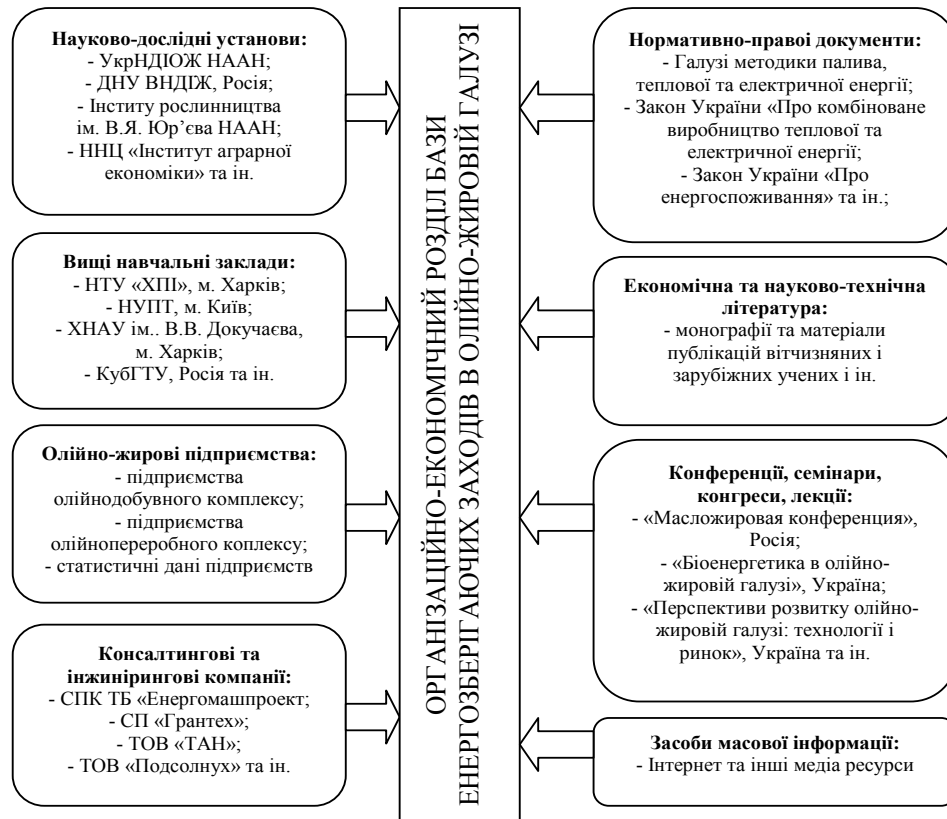 Науково-дослідні установи:
- УкрНДІОЖ НААН;
- ДНУ ВНДІЖ, Росія;
- Інститу рослинництва
ім. В.Я. Юр’єва НААН;
- ННЦ «Інститут аграрної
економіки» та ін.
Вищі навчальні заклади:
- НТУ «ХПІ», м. Харків;
- НУПТ, м. Київ;
- ХНАУ ім.. В.В. Докучаєва,
м. Харків;
- КубГТУ, Росія та ін.
Олійно-жирові підприємства:
- підприємства
олійнодобувного комплексу;
- підприємства
олійнопереробного коплексу;
- статистичні дані підприємств
Консалтингові та
інжинірингові компанії:
- СПК ТБ «Енергомашпроект;
- СП «Грантех»;
- ТОВ «ТАН»;
- ТОВ «Подсолнух» та ін.
ОРГАНІЗАЦІЙНО-ЕКОНОМІЧНИЙ РОЗДІЛ БАЗИ
ЕНЕРГОЗБЕРІГАЮЧИХ ЗАХОДІВ В ОЛІЙНО-ЖИРОВІЙ ГАЛУЗІ
Нормативно-правоі документи:
- Галузі методики палива,
теплової та електричної енергії;
- Закон України «Про комбіноване
виробництво теплової та
електричної енергії;
- Закон України «Про
енергоспоживання» та ін.;
Економічна та науково-технічна
література:
- монографії та матеріали
публікацій вітчизняних і
зарубіжних учених і ін.
Конференції, семінари,
конгреси, лекції:
- «Масложировая конференция»,
Росія;
- «Біоенергетика в олійно-
жировій галузі», Україна;
- «Перспективи розвитку олійно-
жировій галузі: технології і
ринок», Україна та ін.
Засоби масової інформації:
- Інтернет та інші медіа ресурси